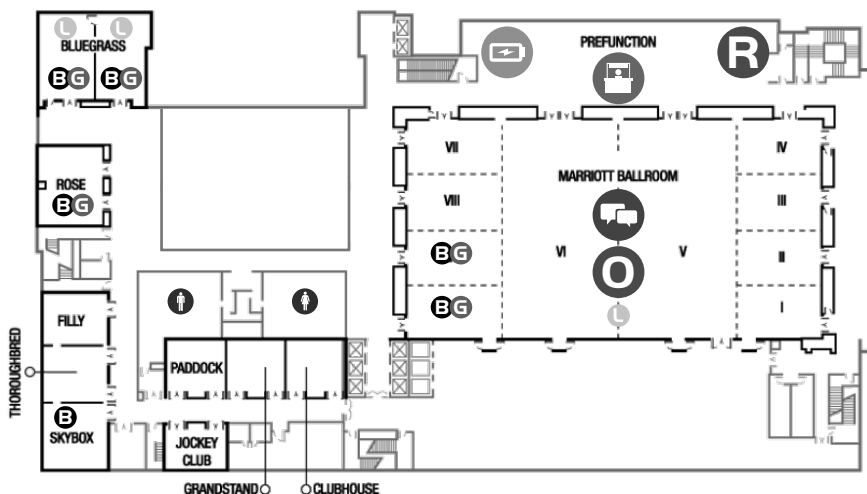 L L
BLUEGRASS
B G B G
PREFUNCTION
R
VII
IV
ROSE
B G
MARRIOTT BALLROOM
VIII
III
B G
VI
O
V
II
B G
L
I
FILLY
PADDOCK
THOROUGHBRED
B
SKYBOX
JOCKEY
CLUB
GRANDSTAND
CLUBHOUSE